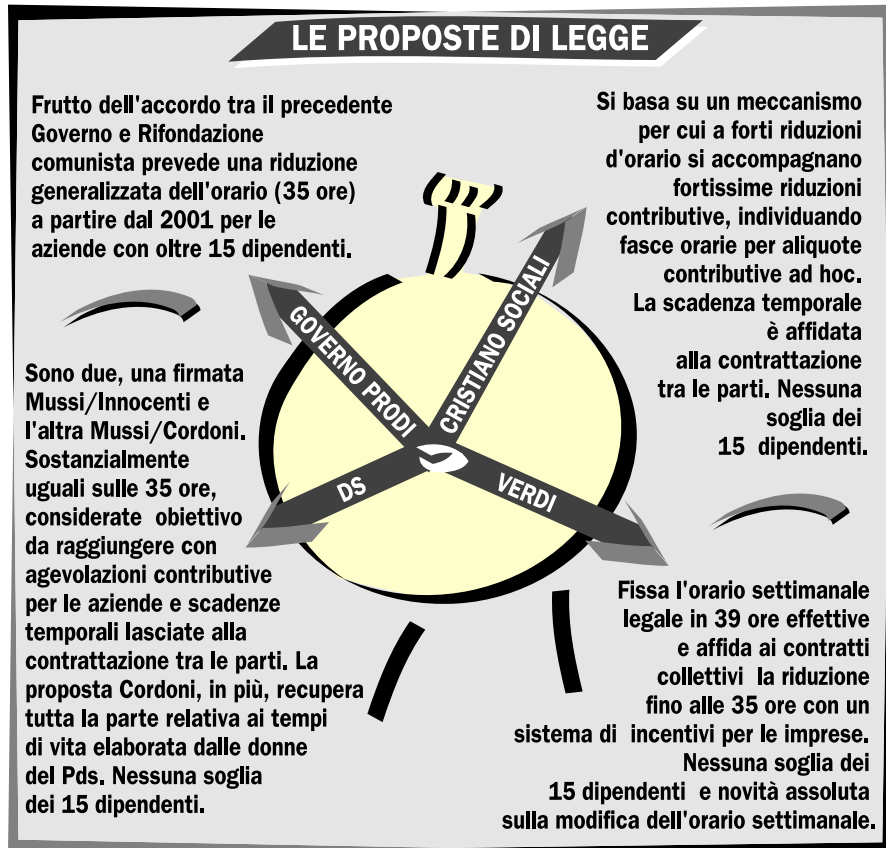 LE PROPOSTE DI LEGGE
Frutto dell'accordo tra il precedente
Governo e Rifondazione
comunista prevede una riduzione
generalizzata dell'orario (35 ore)
a partire dal 2001 per le
aziende con oltre 15 dipendenti.
Si basa su un meccanismo
per cui a forti riduzioni
d'orario si accompagnano
fortissime riduzioni
contributive, individuando
fasce orarie per aliquote
contributive ad hoc.
La scadenza temporale
è affidata
alla contrattazione
tra le parti. Nessuna
soglia dei
15 dipendenti.
GOVERNO PRODI
CRISTIANO SOCIALI
DS
VERDI
Sono due, una firmata
Mussi/Innocenti e
l'altra Mussi/Cordoni.
Sostanzialmente
uguali sulle 35 ore,
considerate obiettivo
da raggiungere con
agevolazioni contributive
per le aziende e scadenze
temporali lasciate alla
contrattazione tra le parti. La
proposta Cordoni, in più, recupera
tutta la parte relativa ai tempi
di vita elaborata dalle donne
del Pds. Nessuna soglia
dei 15 dipendenti.
Fissa l'orario settimanale
legale in 39 ore effettive
e affida ai contratti
collettivi la riduzione
fino alle 35 ore con un
sistema di incentivi per le imprese.
Nessuna soglia dei
15 dipendenti e novità assoluta
sulla modifica dell'orario settimanale.